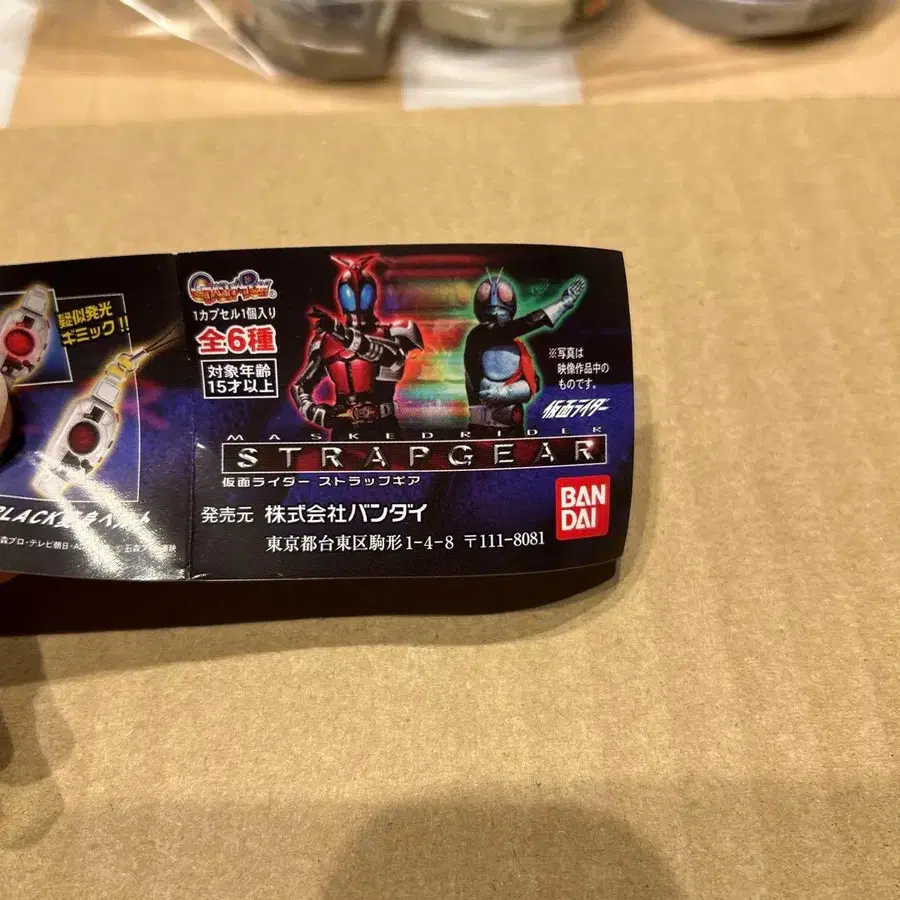 疑似発光
ギミック!!
GASHAPON
1カプセル1個入り
全6種
対象年齢
15才以上
※写真は
映像作品中の
ものです。
仮面ライダー
MASKED RIDER
STRAPGEAR
仮面ライダー ストラップギア
発売元 株式会社バンダイ
東京都台東区駒形1-4-8 〒111-8081
BAN
DAI